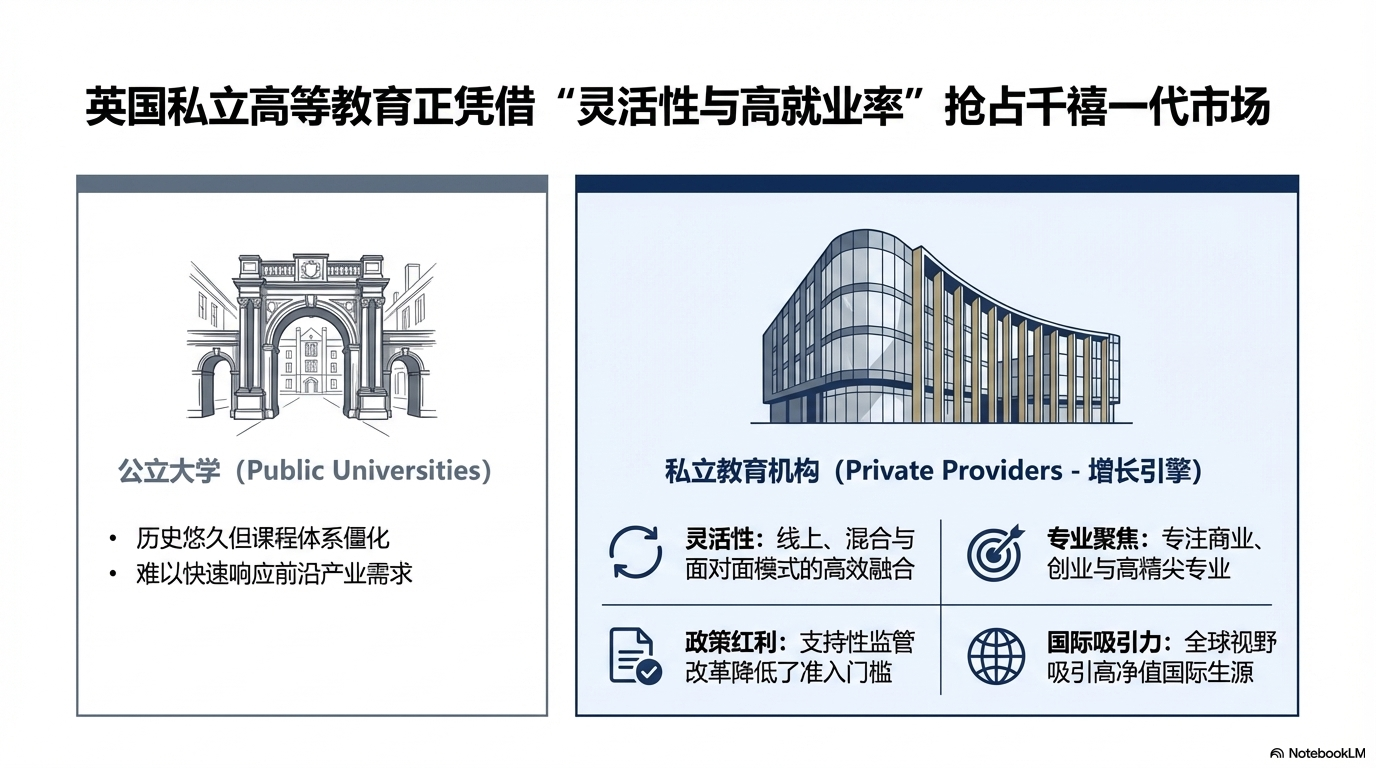 英国私立高等教育正凭借“灵活性与高就业率”抢占千禧一代市场
公立大学（Public Universities）
• 历史悠久但课程体系僵化
• 难以快速响应前沿产业需求
私立教育机构（Private Providers - 增长引擎）
灵活性：线上、混合与
面对面模式的高效融合
专业聚焦：专注商业、
创业与高精尖专业
政策红利：支持性监管
改革降低了准入门槛
国际吸引力：全球视野
吸引高净值国际生源
NotebookLM